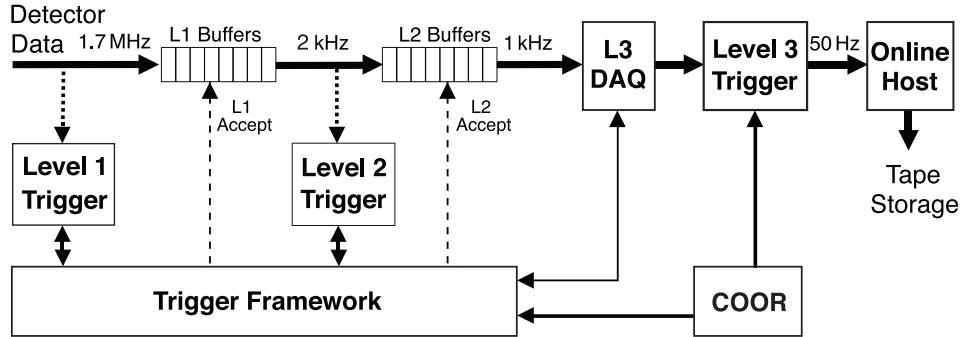 Detector
Data
1.7 MHz
L1 Buffers
2 kHz
L2 Buffers
1 kHz
L3
DAQ
Level 3
Trigger
50 Hz
Online
Host
L1
Accept
L2
Accept
Level 1
Trigger
Level 2
Trigger
Tape
Storage
Trigger Framework
COOR